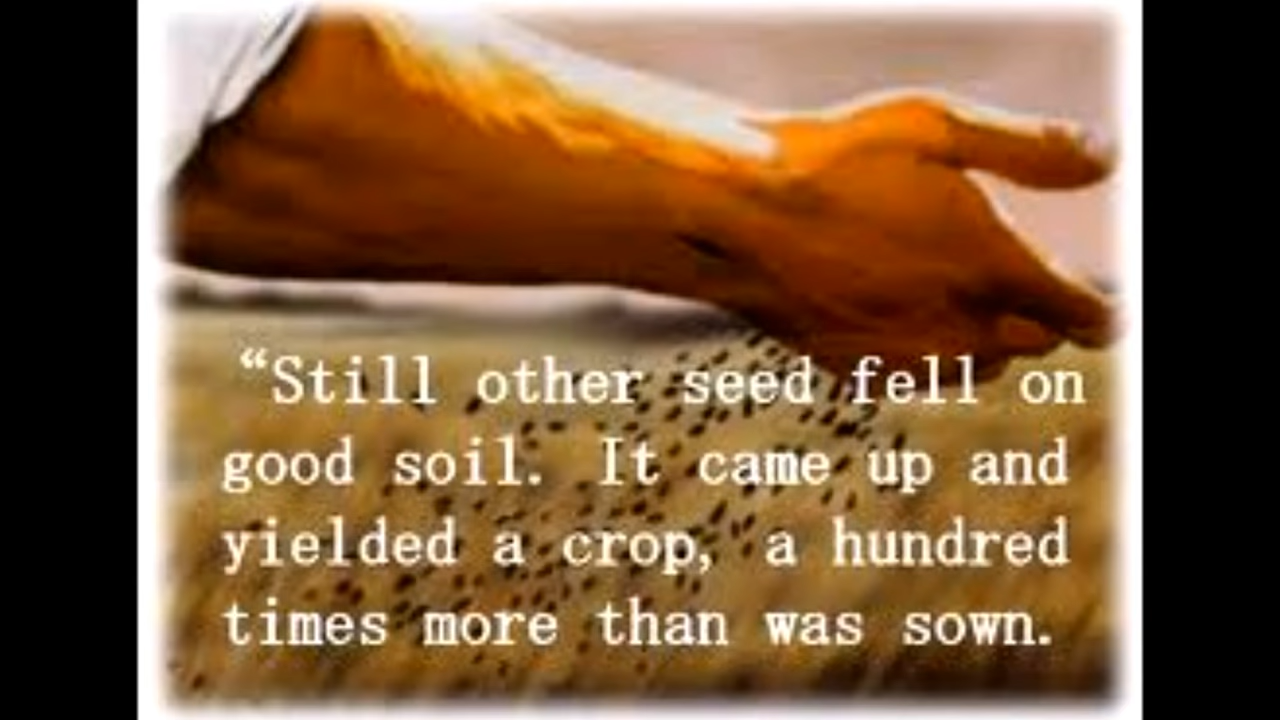 “Still other seed fell on
good soil. It came up and
yielded a crop, a hundred
times more than was sown.